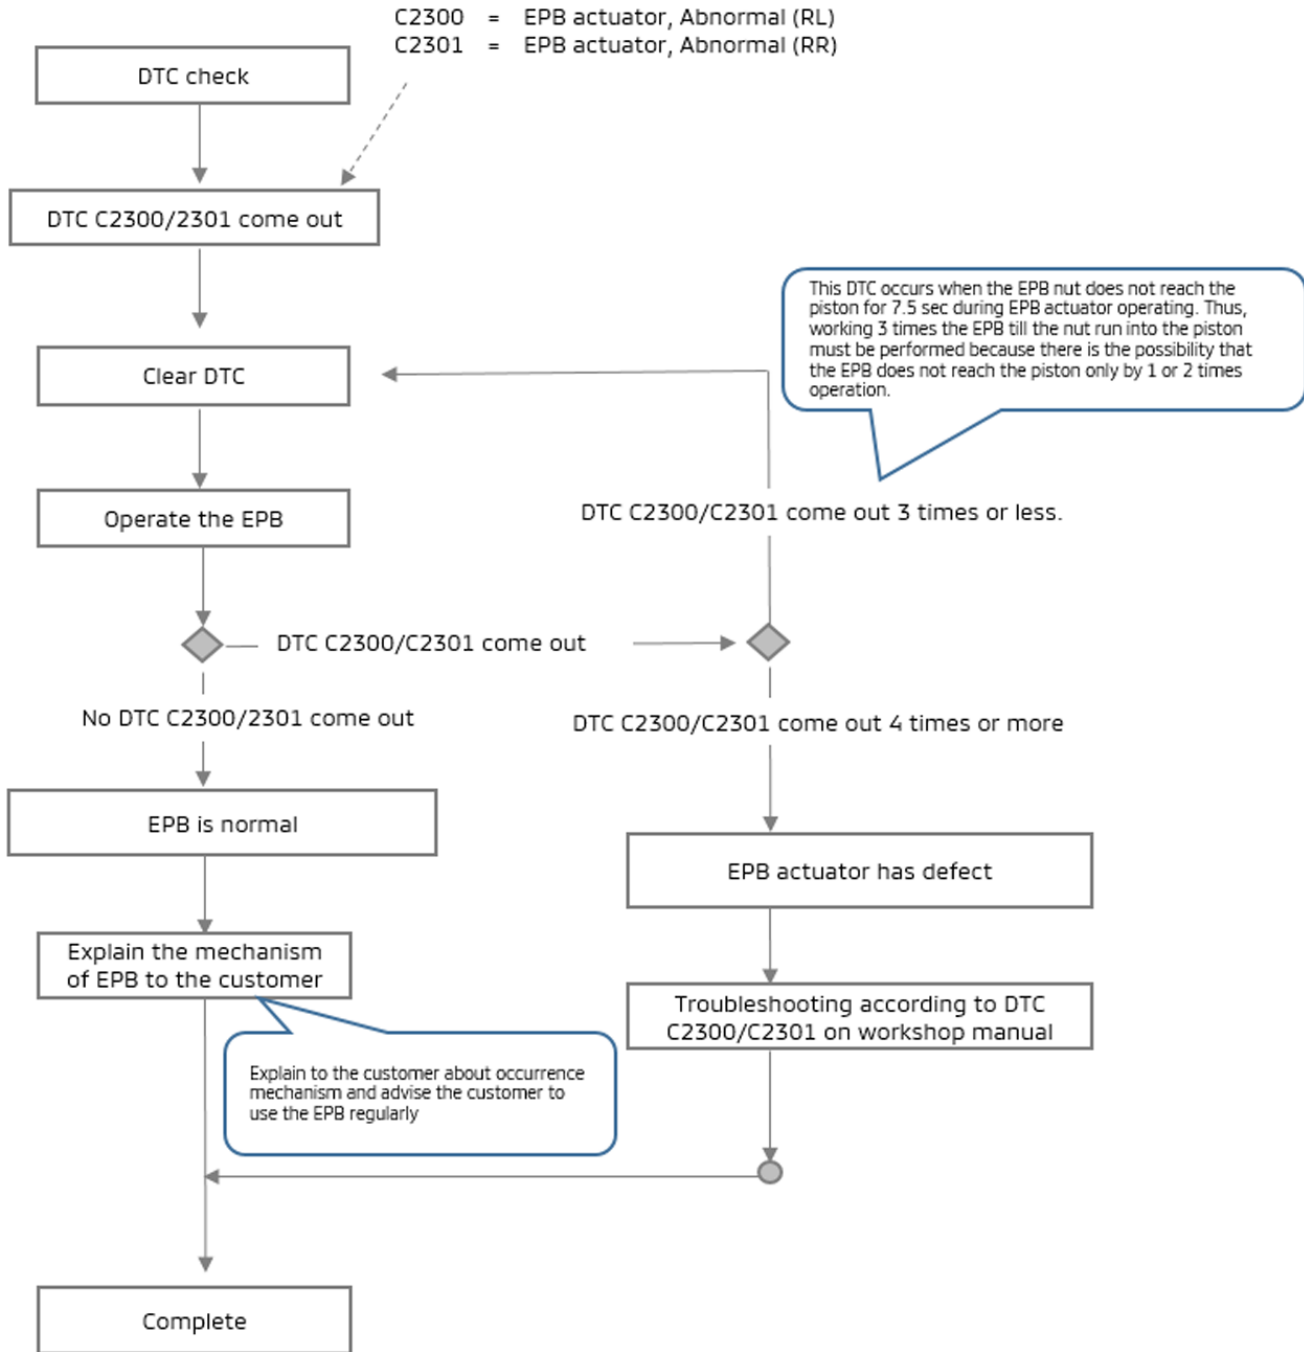 C2300 = EPB actuator, Abnormal (RL)
C2301 = EPB actuator, Abnormal (RR)
DTC check
DTC C2300/2301 come out
This DTC occurs when the EPB nut does not reach the
piston for 7.5 sec during EPB actuator operating. Thus,
working 3 times the EPB till the nut run into the piston
must be performed because there is the possibility that
the EPB does not reach the piston only by 1 or 2 times
operation.
Clear DTC
Operate the EPB
DTC C2300/C2301 come out 3 times or less.
DTC C2300/C2301 come out
No DTC C2300/2301 come out
DTC C2300/C2301 come out 4 times or more
EPB is normal
EPB actuator has defect
Explain the mechanism
of EPB to the customer
Troubleshooting according to DTC
C2300/C2301 on workshop manual
Explain to the customer about occurrence
mechanism and advise the customer to
use the EPB regularly
Complete